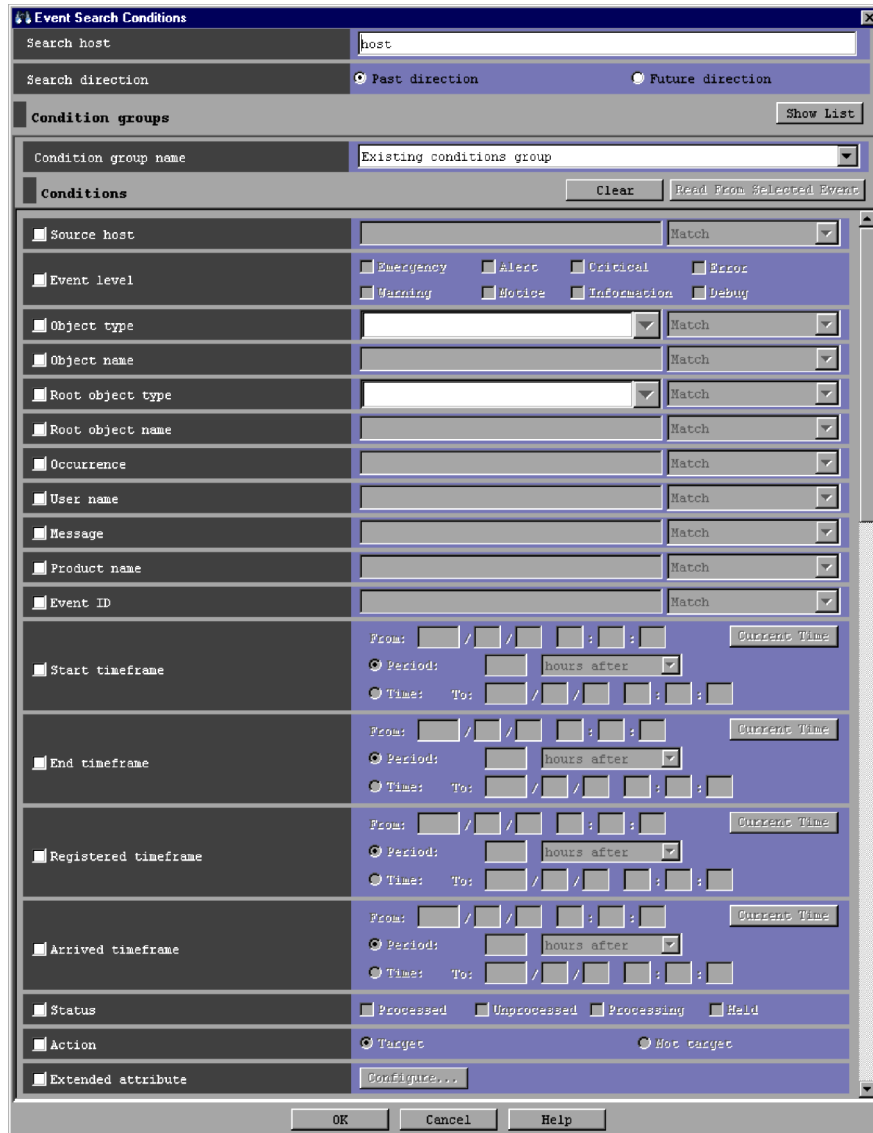 Event Search Conditions
Search host host
Search direction Past direction Future direction
Condition groups Show List
Condition group name Existing conditions group
Conditions Clear Read From Selected Event
Source host Match
Event level Emergency Alert Critical Error
Warning Notice Information Debug
Object type Match
Object name Match
Root object type Match
Root object name Match
Occurrence Match
User name Match
Message Match
Product name Match
Event ID Match
Start timeframe
From: / / : : Current Time
Period: hours after
Time: To: / / : :
End timeframe
From: / / : : Current Time
Period: hours after
Time: To: / / : :
Registered timeframe
From: / / : : Current Time
Period: hours after
Time: To: / / : :
Arrived timeframe
From: / / : : Current Time
Period: hours after
Time: To: / / : :
Status Processed Unprocessed Processing Held
Action Target Not target
Extended attribute Configure...
OK Cancel Help